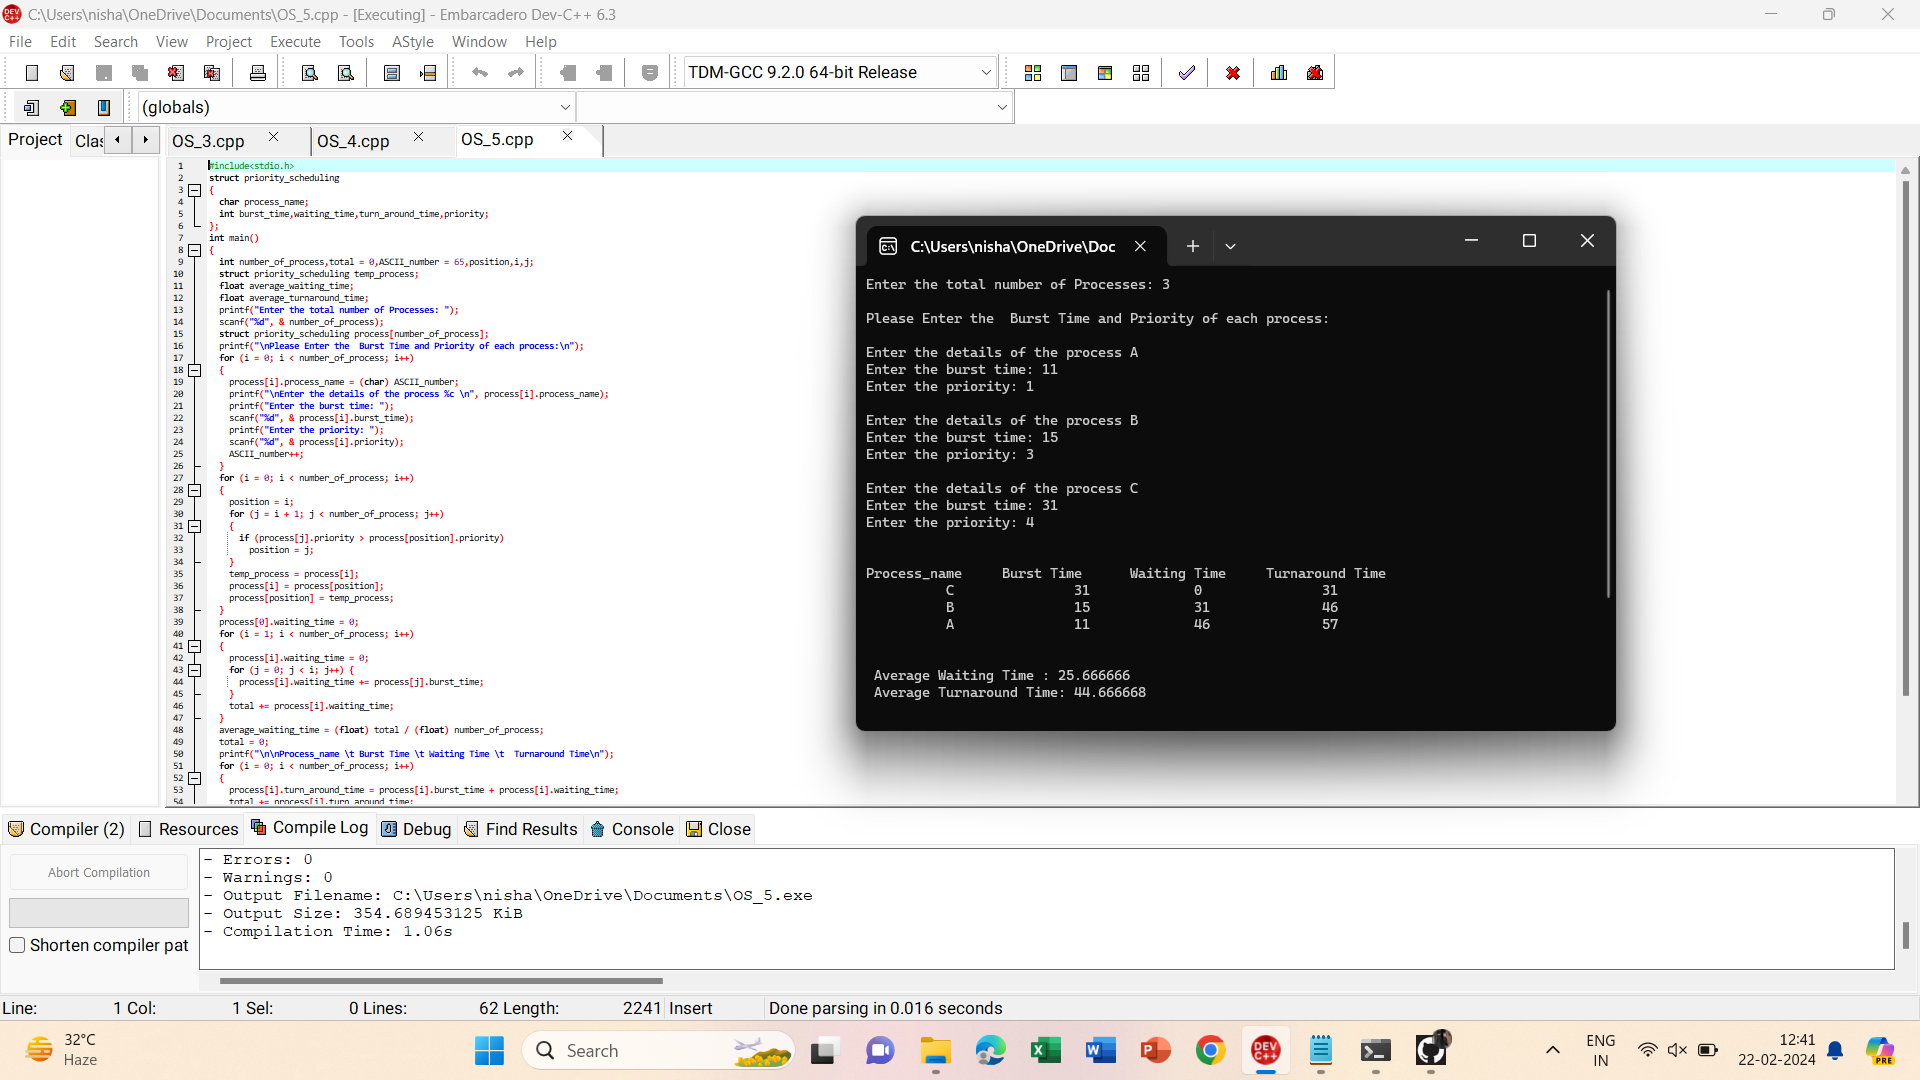 C:\Users\nisha\OneDrive\Documents\OS_5.cpp - [Executing] - Embarcadero Dev-C++ 6.3
File Edit Search View Project Execute Tools AStyle Window Help
TDM-GCC 9.2.0 64-bit Release
(globals)
Project Clas
OS_3.cpp OS_4.cpp OS_5.cpp
1 #include<stdio.h>
2 struct priority_scheduling
3 {
4 char process_name;
5 int burst_time,waiting_time,turn_around_time,priority;
6 };
7 int main()
8 {
9 int number_of_process,total = 0,ASCII_number = 65,position,i,j;
10 struct priority_scheduling temp_process;
11 float average_waiting_time;
12 float average_turnaround_time;
13 printf("Enter the total number of Processes: ");
14 scanf("%d", & number_of_process);
15 struct priority_scheduling process[number_of_process];
16 printf("\nPlease Enter the  Burst Time and Priority of each process:\n");
17 for (i = 0; i < number_of_process; i++)
18 {
19 process[i].process_name = (char) ASCII_number;
20 printf("\nEnter the details of the process %c \n", process[i].process_name);
21 printf("Enter the burst time: ");
22 scanf("%d", & process[i].burst_time);
23 printf("Enter the priority: ");
24 scanf("%d", & process[i].priority);
25 ASCII_number++;
26 }
27 for (i = 0; i < number_of_process; i++)
28 {
29 position = i;
30 for (j = i + 1; j < number_of_process; j++)
31 {
32 if (process[j].priority > process[position].priority)
33 position = j;
34 }
35 temp_process = process[i];
36 process[i] = process[position];
37 process[position] = temp_process;
38 }
39 process[0].waiting_time = 0;
40 for (i = 1; i < number_of_process; i++)
41 {
42 process[i].waiting_time = 0;
43 for (j = 0; j < i; j++) {
44 process[i].waiting_time += process[j].burst_time;
45 }
46 total += process[i].waiting_time;
47 }
48 average_waiting_time = (float) total / (float) number_of_process;
49 total = 0;
50 printf("\n\nProcess_name \t Burst Time \t Waiting Time \t  Turnaround Time\n");
51 for (i = 0; i < number_of_process; i++)
52 {
53 process[i].turn_around_time = process[i].burst_time + process[i].waiting_time;
54 total += process[i].turn_around_time;
C:\Users\nisha\OneDrive\Doc
Enter the total number of Processes: 3
Please Enter the  Burst Time and Priority of each process:
Enter the details of the process A
Enter the burst time: 11
Enter the priority: 1
Enter the details of the process B
Enter the burst time: 15
Enter the priority: 3
Enter the details of the process C
Enter the burst time: 31
Enter the priority: 4
Process_name Burst Time Waiting Time Turnaround Time
C 31 0 31
B 15 31 46
A 11 46 57
Average Waiting Time : 25.666666
Average Turnaround Time: 44.666668
Compiler (2) Resources Compile Log Debug Find Results Console Close
Abort Compilation
Shorten compiler pat
- Errors: 0
- Warnings: 0
- Output Filename: C:\Users\nisha\OneDrive\Documents\OS_5.exe
- Output Size: 354.689453125 KiB
- Compilation Time: 1.06s
Line: 1 Col: 1 Sel: 0 Lines: 62 Length: 2241 Insert Done parsing in 0.016 seconds
32°C
Haze
Search
ENG
IN
12:41
22-02-2024